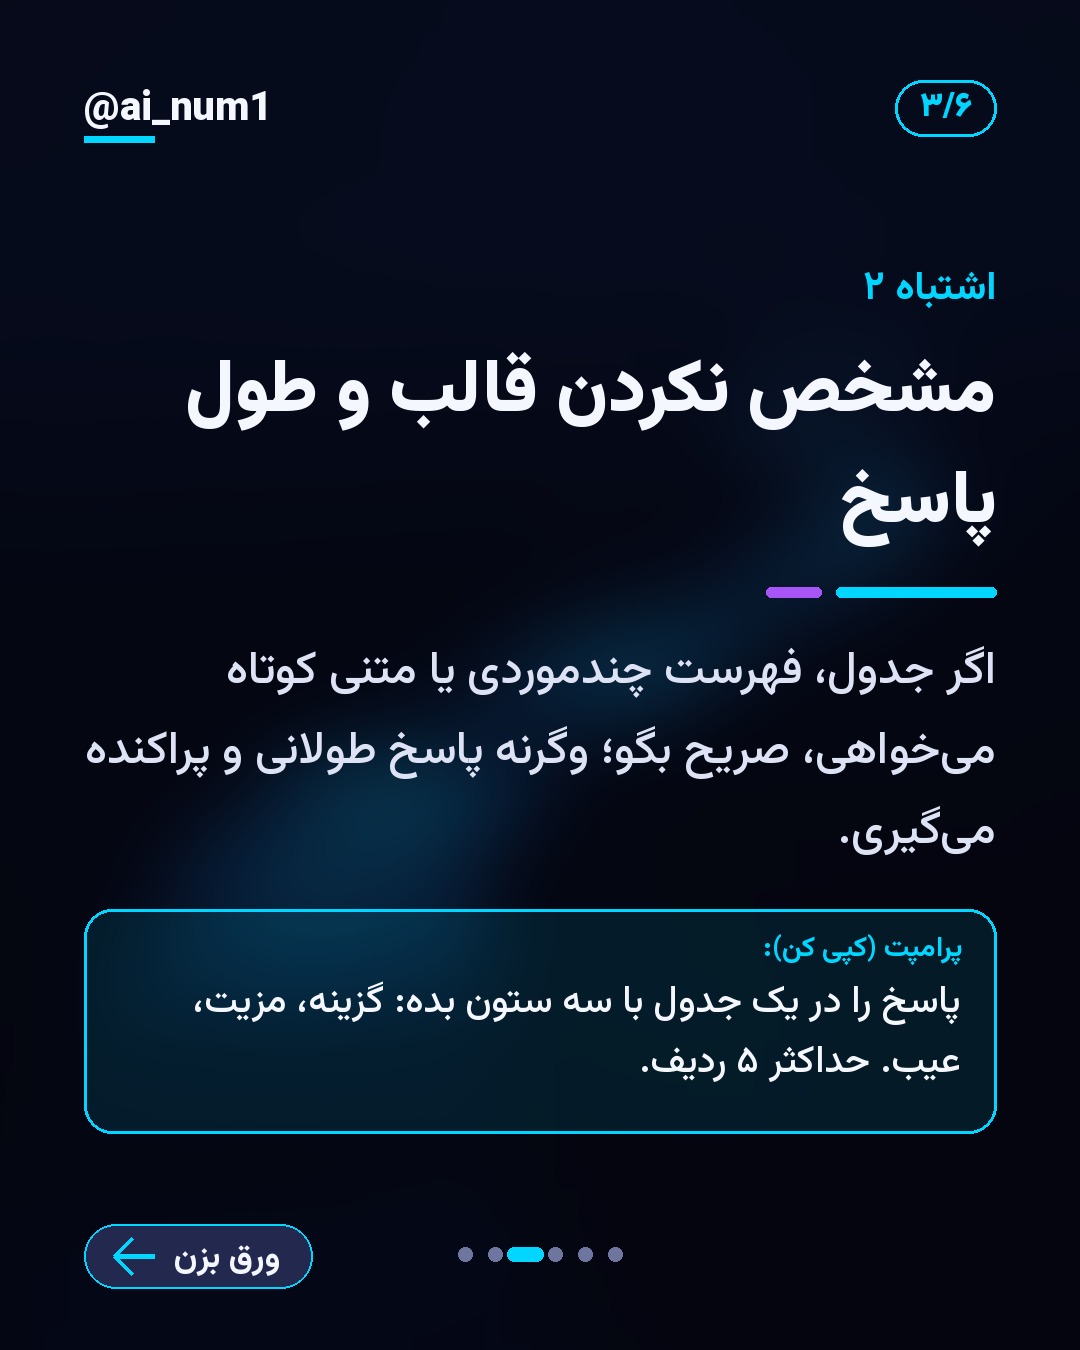 @ai_num1
۳/۶
اشتباه ۲
مشخص نکردن قالب و طول
پاسخ
اگر جدول، فهرست چندموردی یا متنی کوتاه
می‌خواهی، صریح بگو؛ وگرنه پاسخ طولانی و پراکنده
می‌گیری.
پرامپت (کپی کن):
پاسخ را در یک جدول با سه ستون بده: گزینه، مزیت،
عیب. حداکثر ۵ ردیف.
ورق بزن